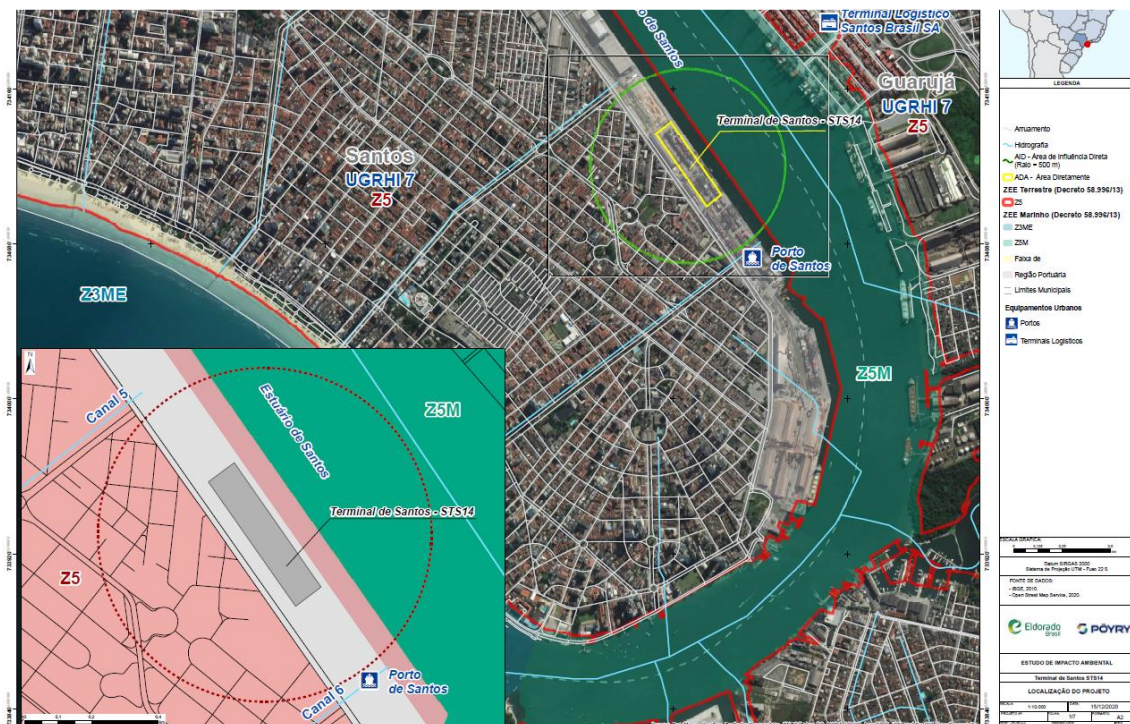 Porto de Santos
Terminal Logístico
Santos Brasil SA
Guarujá
UGRHI 7
Z5
Terminal de Santos - STS14
Santos
UGRHI 7
Z5
Porto
de Santos
Z3ME
Z5M
N
Canal 5
Estuário de Santos
Z5M
Terminal de Santos - STS14
Z5
Canal 6
Porto
de Santos
LEGENDA
Arruamento
Hidrografia
AID - Área de Influência Direta
(Raio = 500 m)
ADA - Área Diretamente
ZEE Terrestre (Decreto 58.996/13)
Z5
ZEE Marinho (Decreto 58.996/13)
Z3ME
Z5M
Faixa de
Região Portuária
Limites Municipais
Equipamentos Urbanos
Portos
Terminais Logísticos
ESCALA GRÁFICA:
Datum SIRGAS 2000
Sistema de Projeção UTM - Fuso 22 S
FONTE DE DADOS:
- IBGE, 2010.
- Open Street Map Service, 2020.
Eldorado
Brasil
PÖYRY
ESTUDO DE IMPACTO AMBIENTAL
Terminal de Santos STS14
LOCALIZAÇÃO DO PROJETO
1:10.000
15/12/2020
1/7
A2